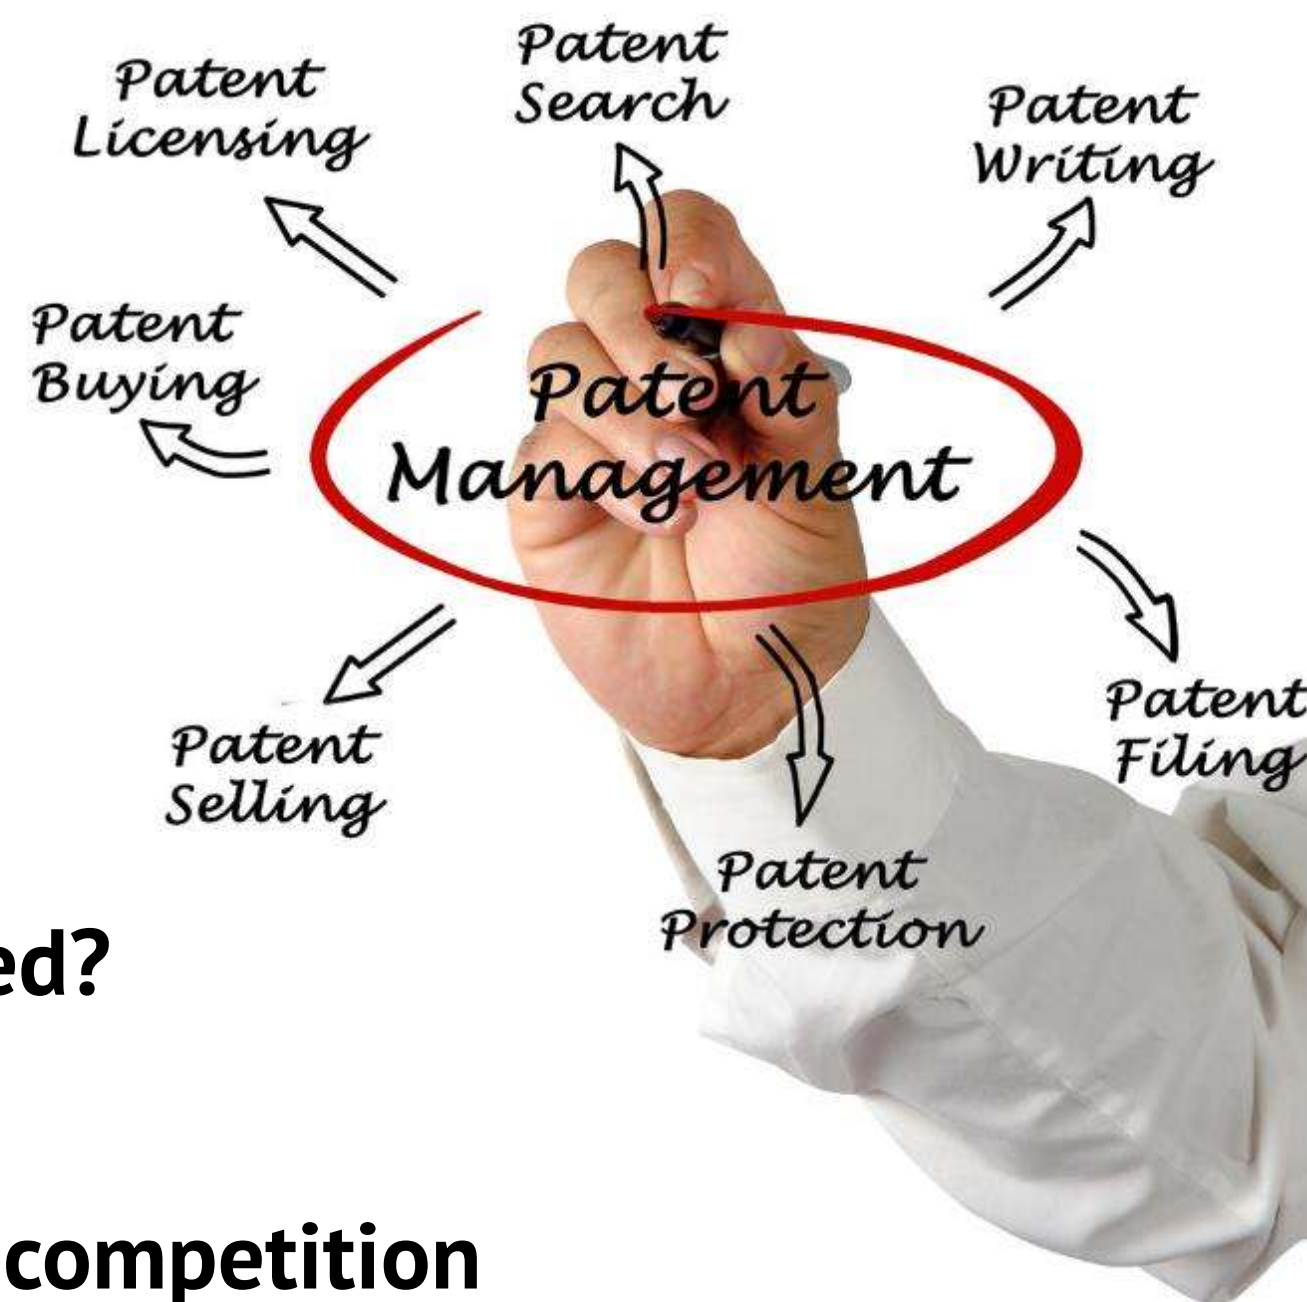 Patent
Search
Patent
Licensing
Patent
Writing
Patent
Buying
Patent
Management
Patent
Filing
Patent
Selling
Patent
Protection
ed?
competition